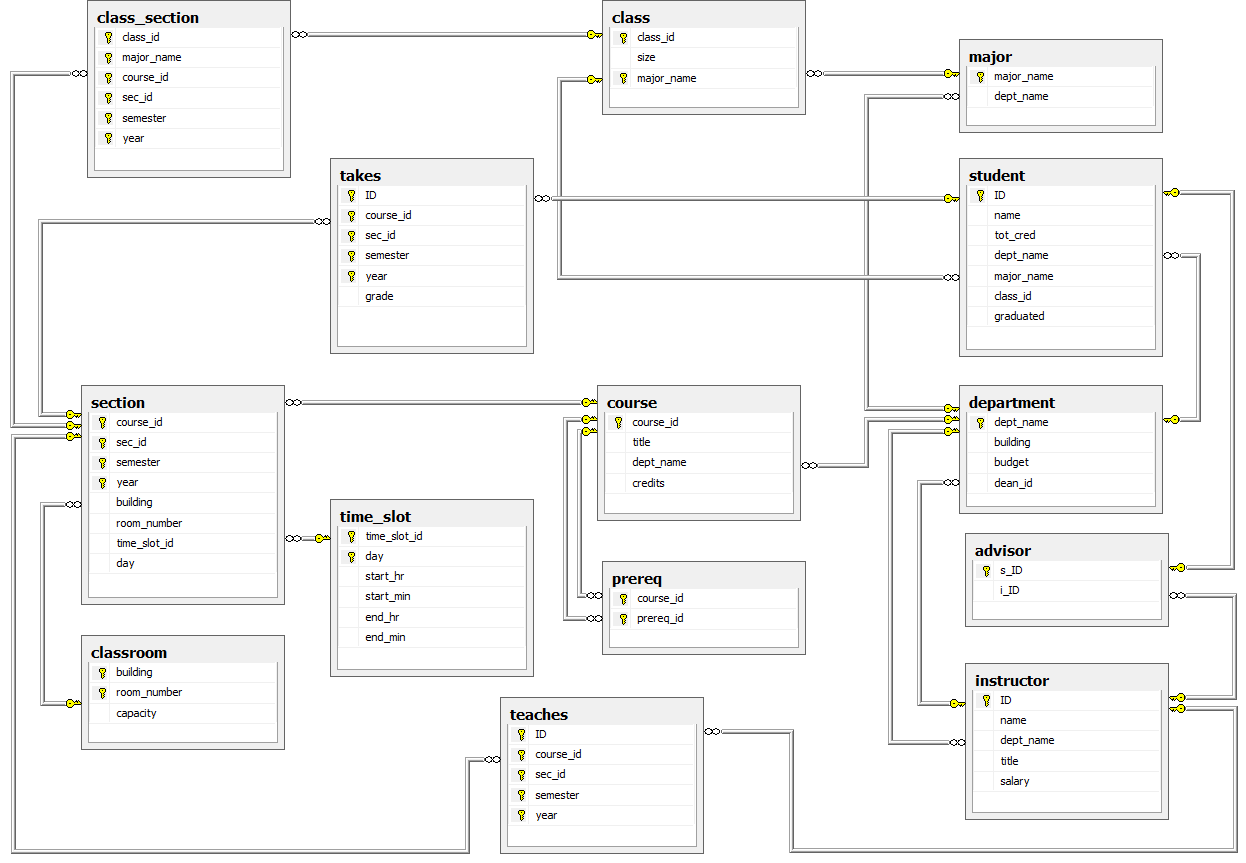 class_section
class_id
major_name
course_id
sec_id
semester
year
class
class_id
size
major_name
major
major_name
dept_name
takes
ID
course_id
sec_id
semester
year
grade
student
ID
name
tot_cred
dept_name
major_name
class_id
graduated
section
course_id
sec_id
semester
year
building
room_number
time_slot_id
day
course
course_id
title
dept_name
credits
department
dept_name
building
budget
dean_id
time_slot
time_slot_id
day
start_hr
start_min
end_hr
end_min
prereq
course_id
prereq_id
advisor
s_ID
i_ID
classroom
building
room_number
capacity
teaches
ID
course_id
sec_id
semester
year
instructor
ID
name
dept_name
title
salary